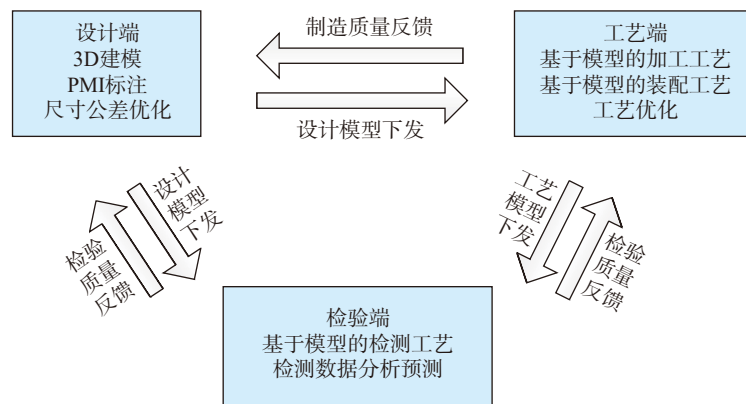 设计端
3D建模
PMI标注
尺寸公差优化
制造质量反馈
设计模型下发
工艺端
基于模型的加工工艺
基于模型的装配工艺
工艺优化
检验
质量
反馈
设计
模型
下发
工艺
模型
下发
检验
质量
反馈
检验端
基于模型的检测工艺
检测数据分析预测